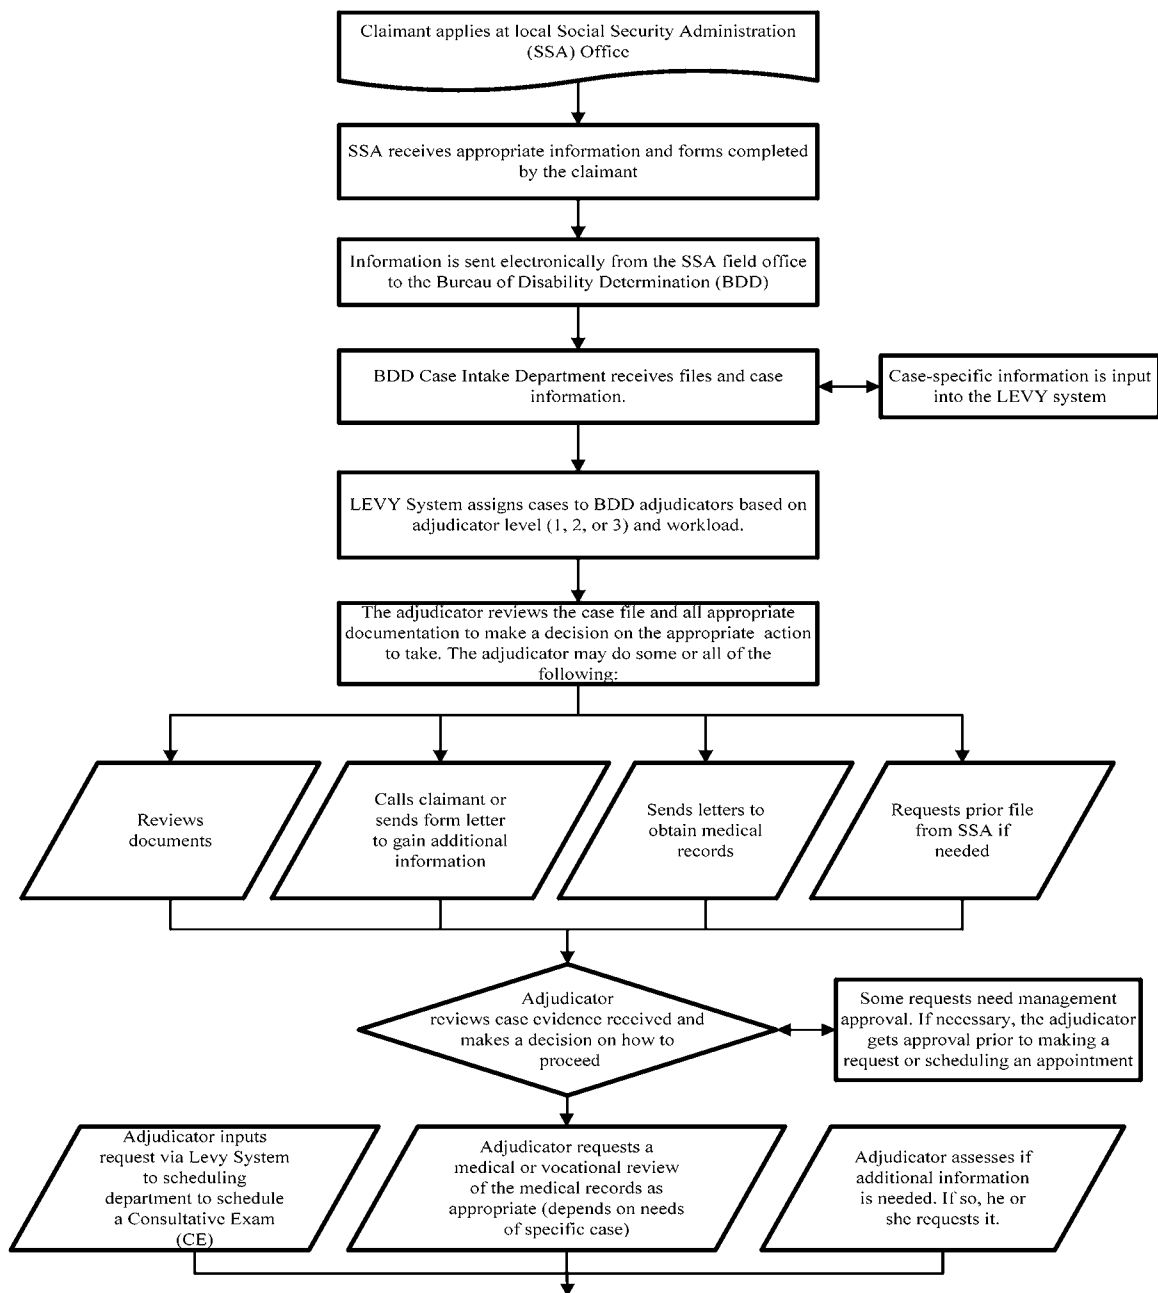 Claimant applies at local Social Security Administration
(SSA) Office
SSA receives appropriate information and forms completed
by the claimant
Information is sent electronically from the SSA field office
to the Bureau of Disability Determination (BDD)
BDD Case Intake Department receives files and case
information.
Case-specific information is input
into the LEVY system
LEVY System assigns cases to BDD adjudicators based on
adjudicator level (1, 2, or 3) and workload.
The adjudicator reviews the case file and all appropriate
documentation to make a decision on the appropriate action
to take. The adjudicator may do some or all of the
following:
Reviews
documents
Calls claimant or
sends form letter
to gain additional
information
Sends letters to
obtain medical
records
Requests prior file
from SSA if
needed
Adjudicator
reviews case evidence received and
makes a decision on how to
proceed
Some requests need management
approval. If necessary, the adjudicator
gets approval prior to making a
request or scheduling an appointment
Adjudicator inputs
request via Levy System
to scheduling
department to schedule
a Consultative Exam
(CE)
Adjudicator requests a
medical or vocational review
of the medical records as
appropriate (depends on needs
of specific case)
Adjudicator assesses if
additional information
is needed. If so, he or
she requests it.